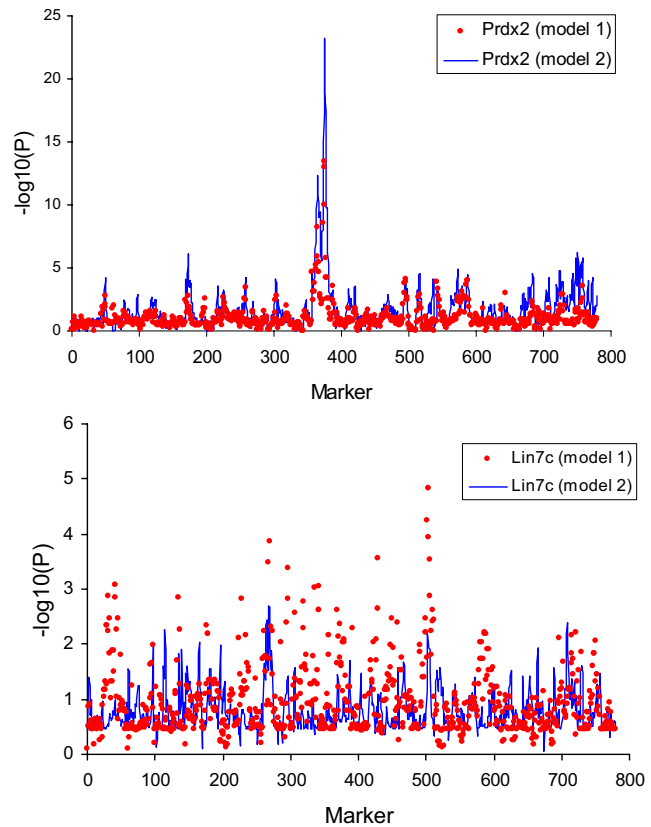 Prdx2 (model 1)
Prdx2 (model 2)
-log10(P)
25
20
15
10
5
0
0 100 200 300 400 500 600 700 800
Marker
Lin7c (model 1)
Lin7c (model 2)
-log10(P)
6
5
4
3
2
1
0
0 100 200 300 400 500 600 700 800
Marker